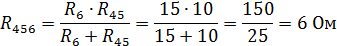 R₄₅₆ = (R₆ · R₄₅) / (R₆ + R₄₅) = (15 · 10) / (15 + 10) = 150 / 25 = 6 Ом